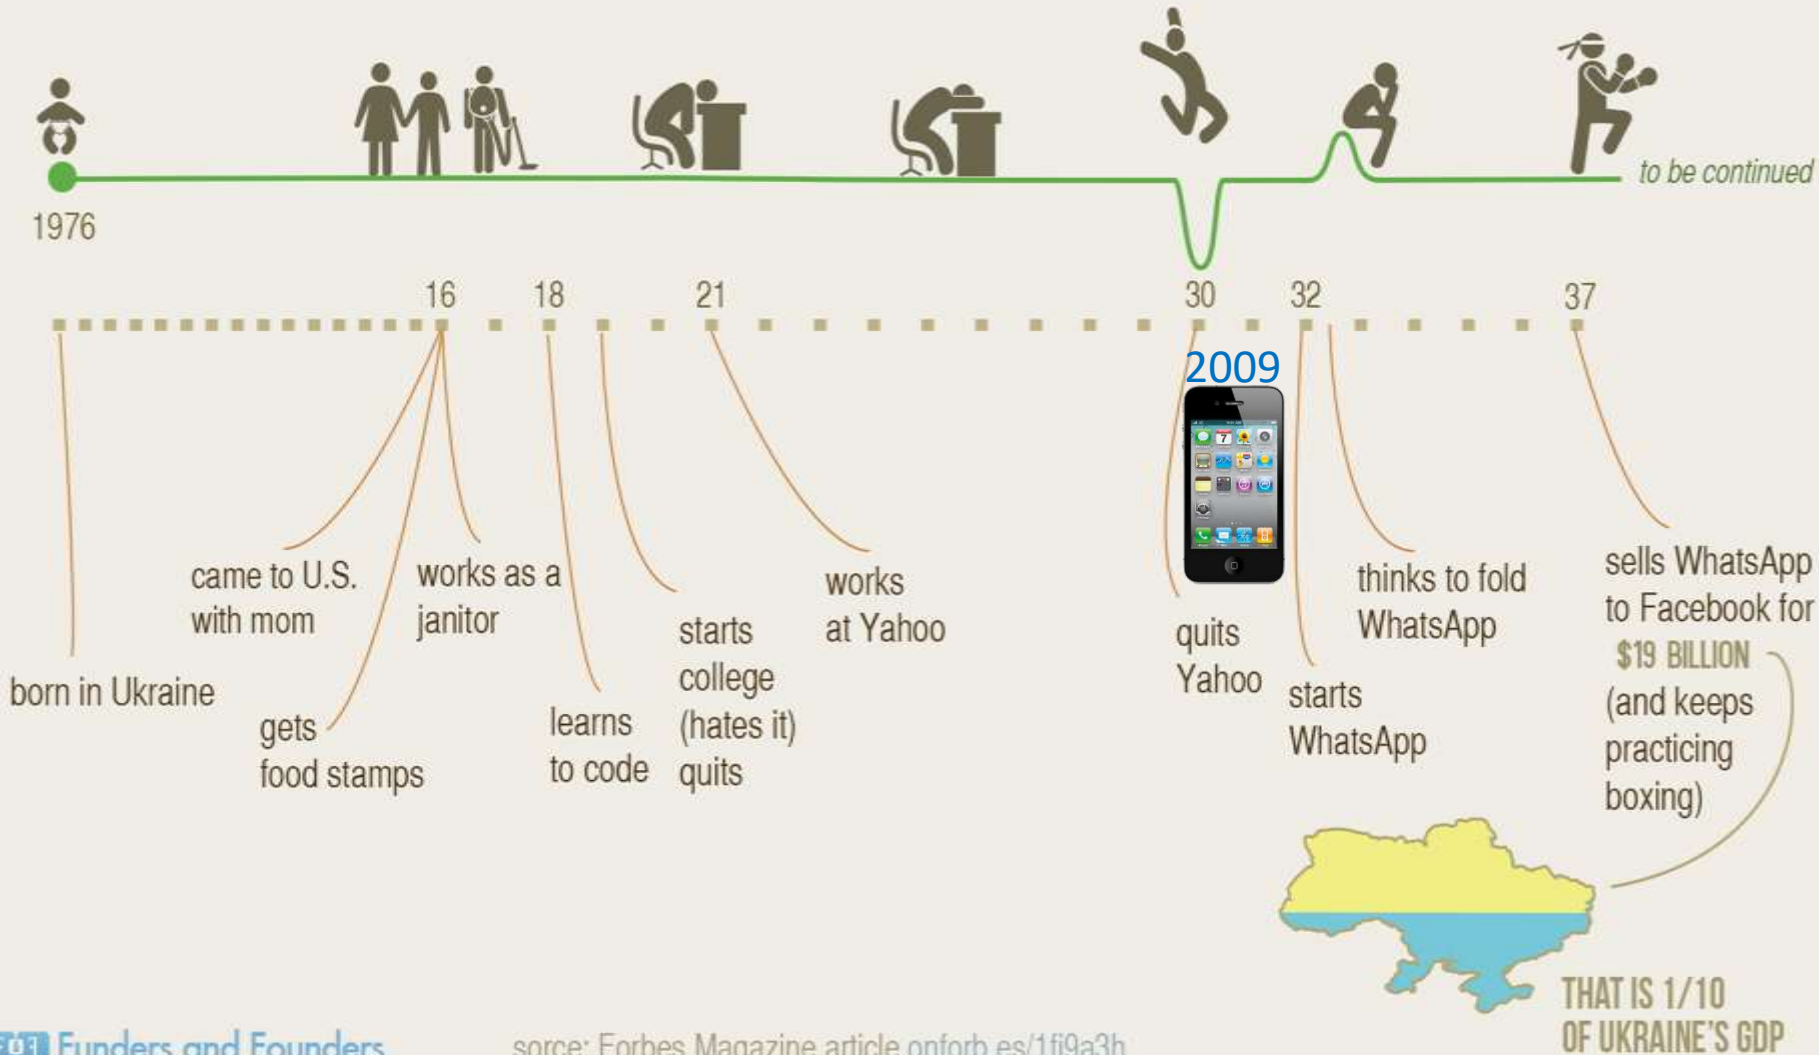 to be continued
1976
16
18
21
30
32
37
2009
born in Ukraine
came to U.S.
with mom
gets
food stamps
works as a
janitor
learns
to code
starts
college
(hates it)
quits
works
at Yahoo
quits
Yahoo
starts
WhatsApp
thinks to fold
WhatsApp
sells WhatsApp
to Facebook for
$19 BILLION
(and keeps
practicing
boxing)
THAT IS 1/10
OF UKRAINE'S GDP
Funders and Founders
sorce: Forbes Magazine article onforb.es/1fi9a3h